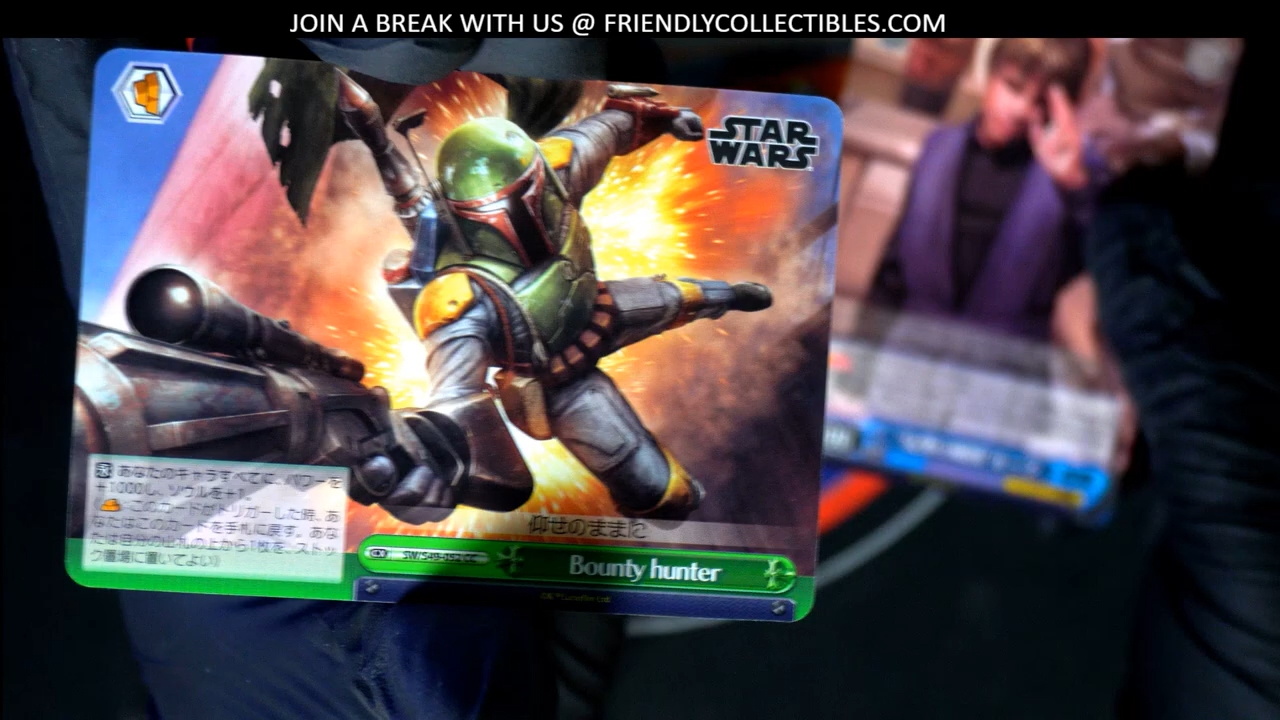 JOIN A BREAK WITH US @ FRIENDLYCOLLECTIBLES.COM
STAR
WARS
あなたのキャラすべてに、パワーを
+1000し、ソウルを+1。
このカードがトリガーした時、あ
なたはこのカードを手札に戻す。あな
たは自分の山札の上から1枚を、ストッ
ク置場に置いてよい）
仰せのままに
CX SW/S49-052 CC
Bounty hunter